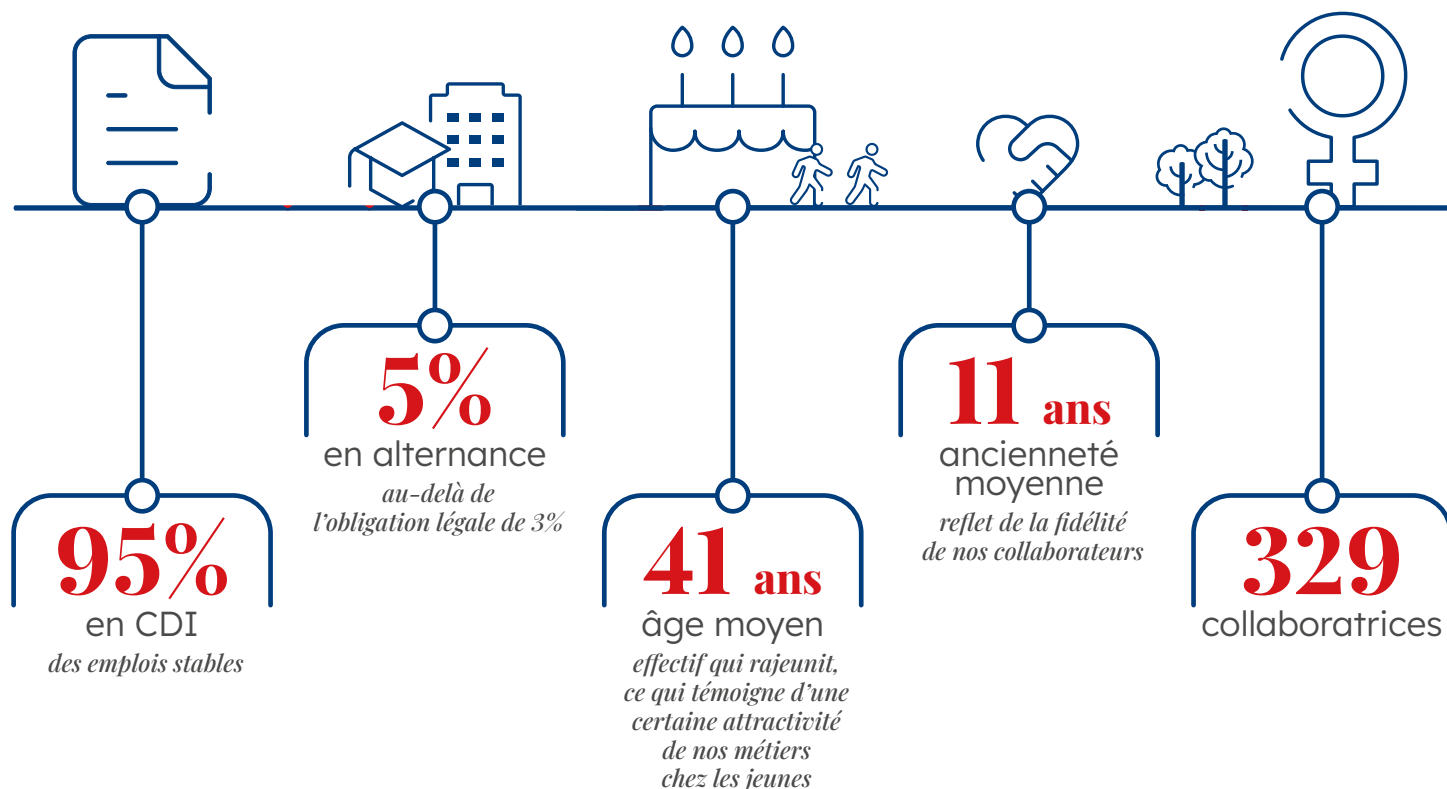 95%
en CDI
des emplois stables
5%
en alternance
au-delà de
l'obligation légale de 3%
41 ans
âge moyen
effectif qui rajeunit,
ce qui témoigne d'une
certaine attractivité
de nos métiers
chez les jeunes
11 ans
ancienneté
moyenne
reflet de la fidélité
de nos collaborateurs
329
collaboratrices